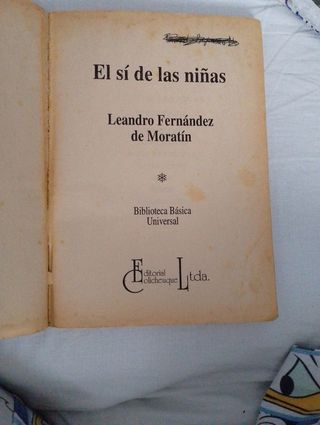 El sí de las niñas
Leandro Fernández
de Moratín
Biblioteca Básica
Universal
Editorial
Colicheuque Ltda.